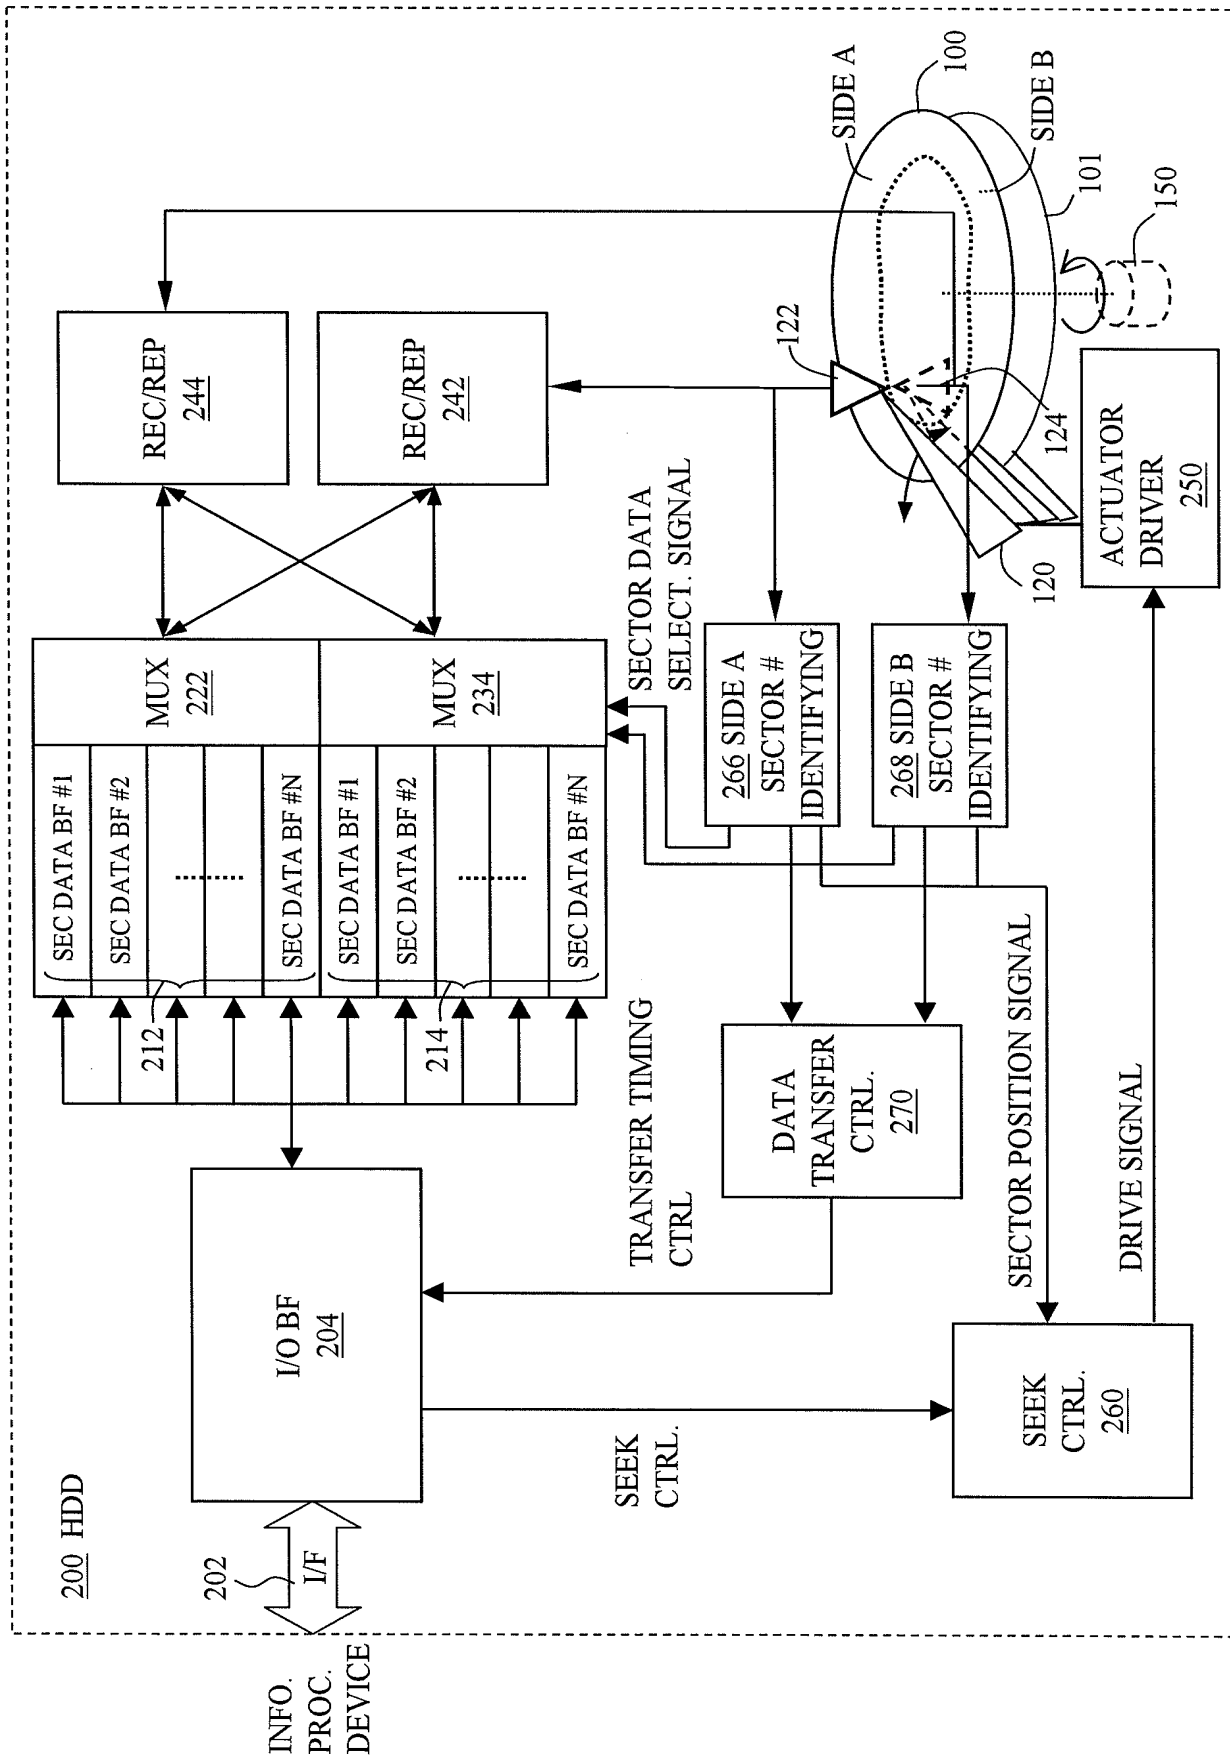 200 HDD
INFO.
PROC.
DEVICE
202
I/F
I/O BF
204
SEC DATA BF #1
SEC DATA BF #2
SEC DATA BF #N
SEC DATA BF #1
SEC DATA BF #2
SEC DATA BF #N
212
214
MUX
222
MUX
234
REC/REP
244
REC/REP
242
SECTOR DATA
SELECT. SIGNAL
TRANSFER TIMING
CTRL
SEEK
CTRL.
266 SIDE A
SECTOR #
IDENTIFYING
268 SIDE B
SECTOR #
IDENTIFYING
DATA
TRANSFER
CTRL.
270
SECTOR POSITION SIGNAL
DRIVE SIGNAL
SEEK
CTRL.
260
ACTUATOR
DRIVER
250
122
SIDE A
100
SIDE B
101
150
124
120